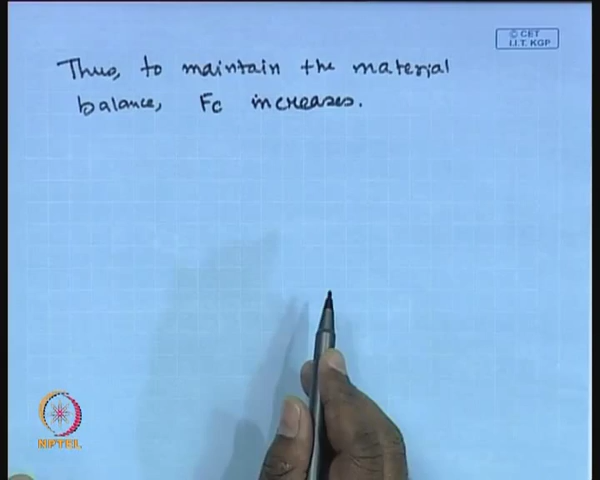 © CET
I.I.T. KGP
Thus, to maintain the material
balance, Fc increases.
NPTEL